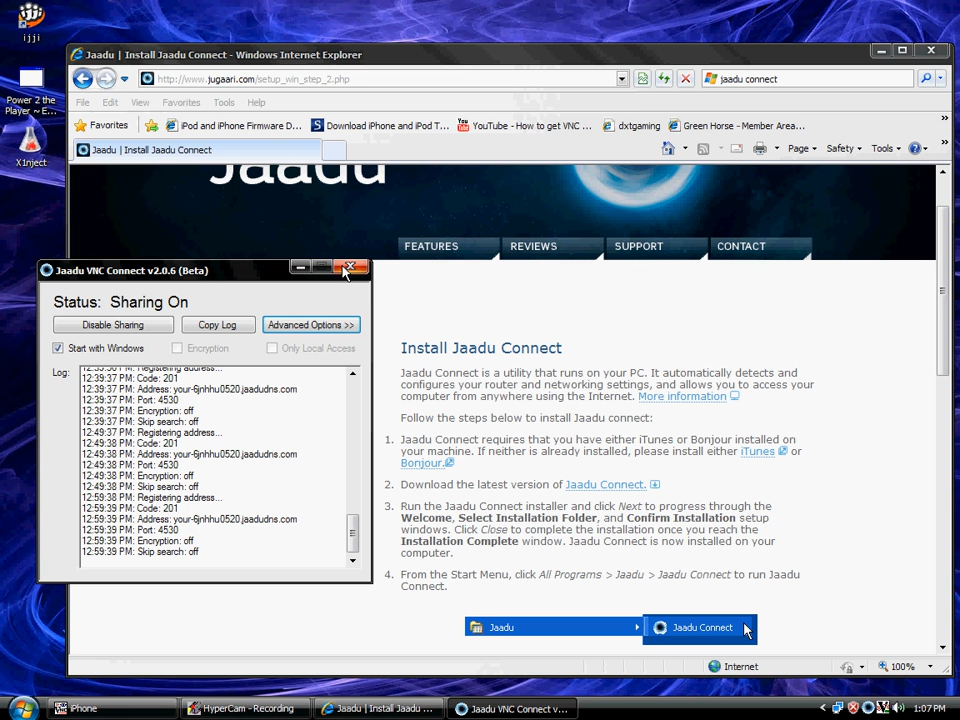 ijji
Power 2 the
Player ~ E...
X1nject
Jaadu | Install Jaadu Connect - Windows Internet Explorer
http://www.jugaari.com/setup_win_step_2.php
jaadu connect
File Edit View Favorites Tools Help
Favorites
iPod and iPhone Firmware D...
Download iPhone and iPod T...
YouTube - How to get VNC ...
dxtgaming
Green Horse - Member Area...
Jaadu | Install Jaadu Connect
Page Safety Tools
Jaadu
FEATURES REVIEWS SUPPORT CONTACT
Jaadu VNC Connect v2.0.6 (Beta)
Status: Sharing On
Disable Sharing Copy Log Advanced Options >>
Start with Windows Encryption Only Local Access
Log:
12:39:37 PM: Registering address...
12:39:37 PM: Code: 201
12:39:37 PM: Address: your-6jnhhu0520.jaadudns.com
12:39:37 PM: Port: 4530
12:39:37 PM: Encryption: off
12:39:37 PM: Skip search: off
12:49:37 PM: Registering address...
12:49:38 PM: Code: 201
12:49:38 PM: Address: your-6jnhhu0520.jaadudns.com
12:49:38 PM: Port: 4530
12:49:38 PM: Encryption: off
12:49:38 PM: Skip search: off
12:59:38 PM: Registering address...
12:59:39 PM: Code: 201
12:59:39 PM: Address: your-6jnhhu0520.jaadudns.com
12:59:39 PM: Port: 4530
12:59:39 PM: Encryption: off
12:59:39 PM: Skip search: off
Install Jaadu Connect
Jaadu Connect is a utility that runs on your PC. It automatically detects and
configures your router and networking settings, and allows you to access your
computer from anywhere using the Internet. More information
Follow the steps below to install Jaadu connect:
1. Jaadu Connect requires that you have either iTunes or Bonjour installed on
your machine. If neither is already installed, please install either iTunes or
Bonjour.
2. Download the latest version of Jaadu Connect.
3. Run the Jaadu Connect installer and click Next to progress through the
Welcome, Select Installation Folder, and Confirm Installation setup
windows. Click Close to complete the installation once you reach the
Installation Complete window. Jaadu Connect is now installed on your
computer.
4. From the Start Menu, click All Programs > Jaadu > Jaadu Connect to run Jaadu
Connect.
Jaadu Jaadu Connect
Internet 100%
iPhone
HyperCam - Recording
Jaadu | Install Jaadu ...
Jaadu VNC Connect v...
1:07 PM